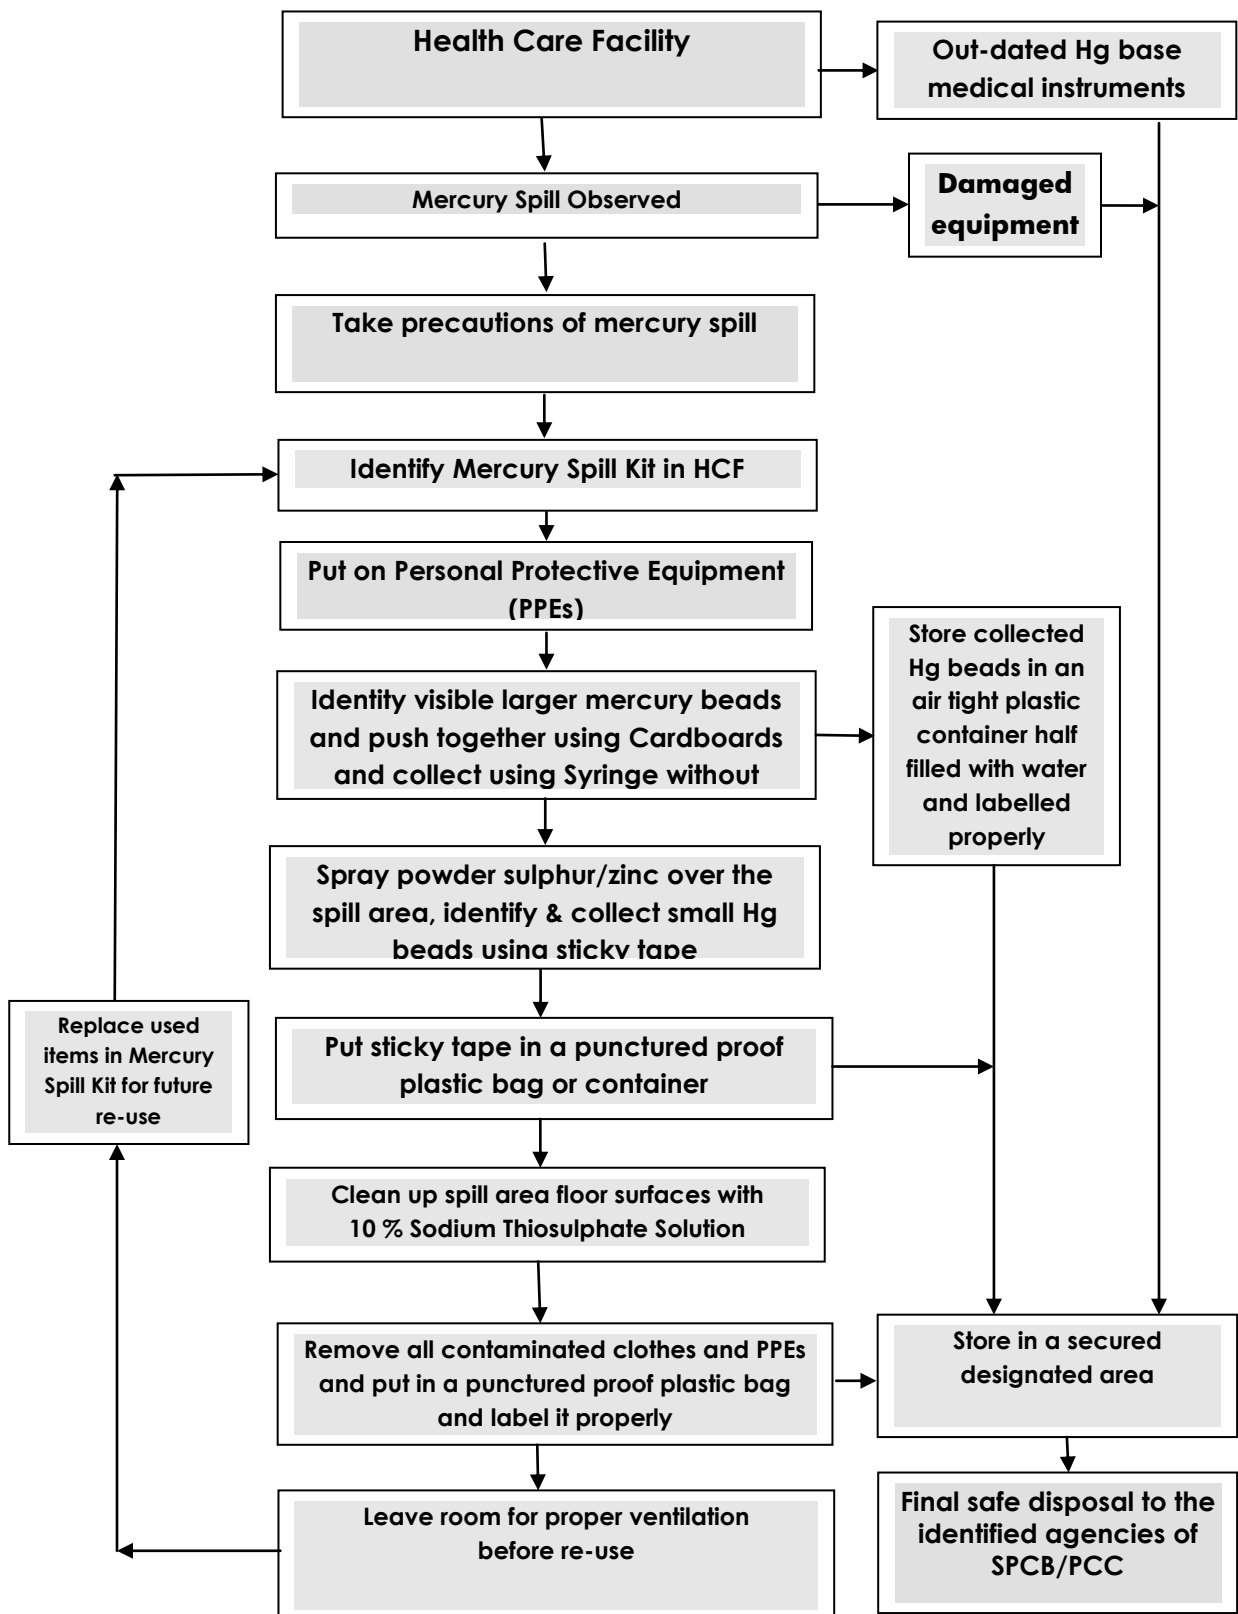 Health Care Facility
Out-dated Hg base
medical instruments
Mercury Spill Observed
Damaged
equipment
Take precautions of mercury spill
Identify Mercury Spill Kit in HCF
Put on Personal Protective Equipment
(PPEs)
Identity visible larger mercury beads
and push together using Cardboards
and collect using Syringe without
Store collected
Hg beads in an
air tight plastic
container half
filled with water
and labelled
properly
Spray powder sulphur/zinc over the
spill area, identify & collect small Hg
beads using sticky tape
Replace used
items in Mercury
Spill Kit for future
re-use
Put sticky tape in a punctured proof
plastic bag or container
Clean up spill area floor surfaces with
10 % Sodium Thiosulphate Solution
Remove all contaminated clothes and PPEs
and put in a punctured proof plastic bag
and label it properly
Store in a secured
designated area
Leave room for proper ventilation
before re-use
Final safe disposal to the
identified agencies of
SPCB/PCC